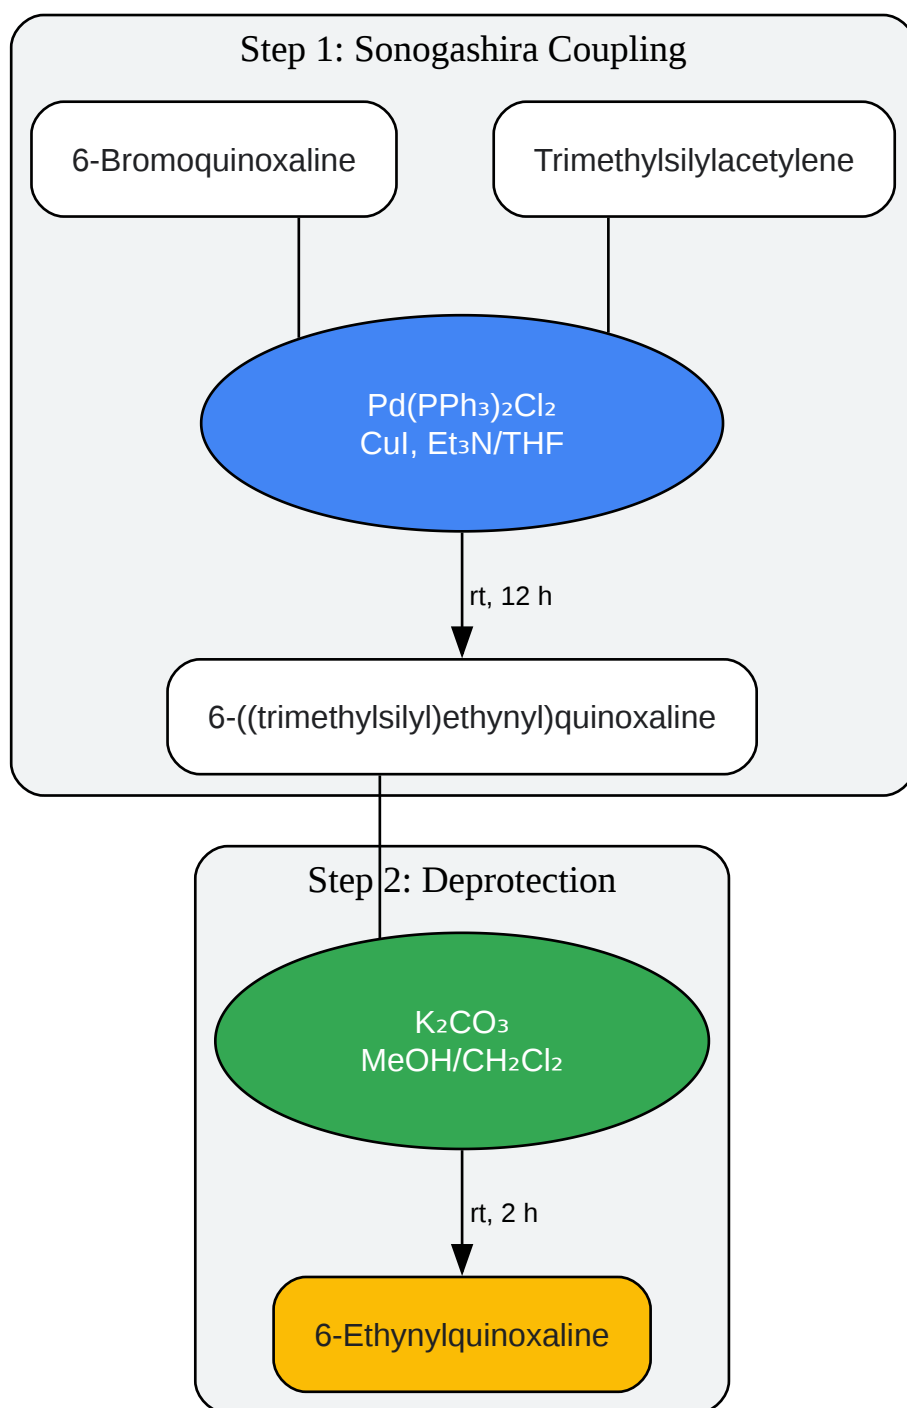 Step 1: Sonogashira Coupling
6-Bromoquinoxaline
Trimethylsilylacetylene
Pd(PPh₃)₂Cl₂
CuI, Et₃N/THF
rt, 12 h
6-((trimethylsilyl)ethynyl)quinoxaline
Step 2: Deprotection
K₂CO₃
MeOH/CH₂Cl₂
rt, 2 h
6-Ethynylquinoxaline